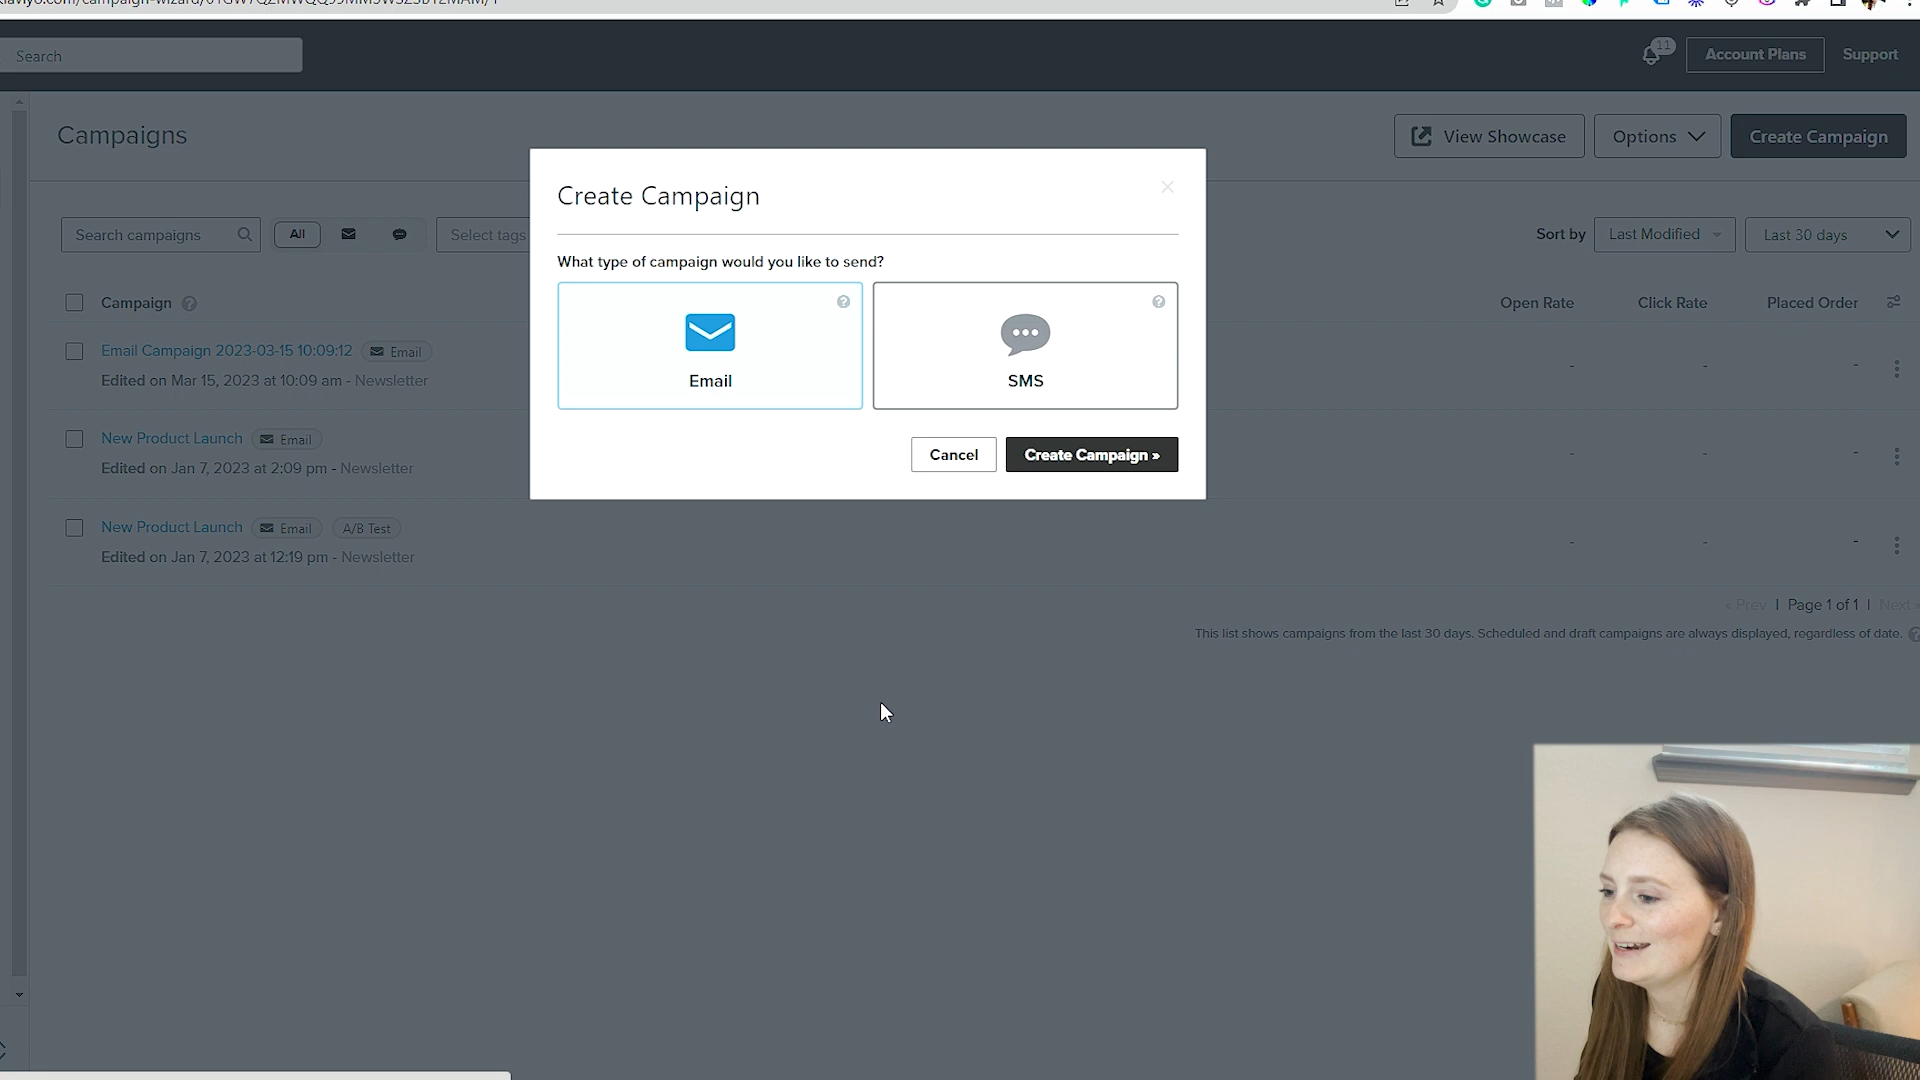 Search
11
Account Plans
Support
Campaigns
View Showcase
Options
Create Campaign
Create Campaign
What type of campaign would you like to send?
Email
SMS
Cancel
Create Campaign »
Search campaigns
All
Select tags
Sort by
Last Modified
Last 30 days
Campaign
Open Rate
Click Rate
Placed Order
Email Campaign 2023-03-15 10:09:12
Email
Edited on Mar 15, 2023 at 10:09 am - Newsletter
New Product Launch
Email
Edited on Jan 7, 2023 at 2:09 pm - Newsletter
New Product Launch
Email
A/B Test
Edited on Jan 7, 2023 at 12:19 pm - Newsletter
« Prev | Page 1 of 1 | Next »
This list shows campaigns from the last 30 days. Scheduled and draft campaigns are always displayed, regardless of date.